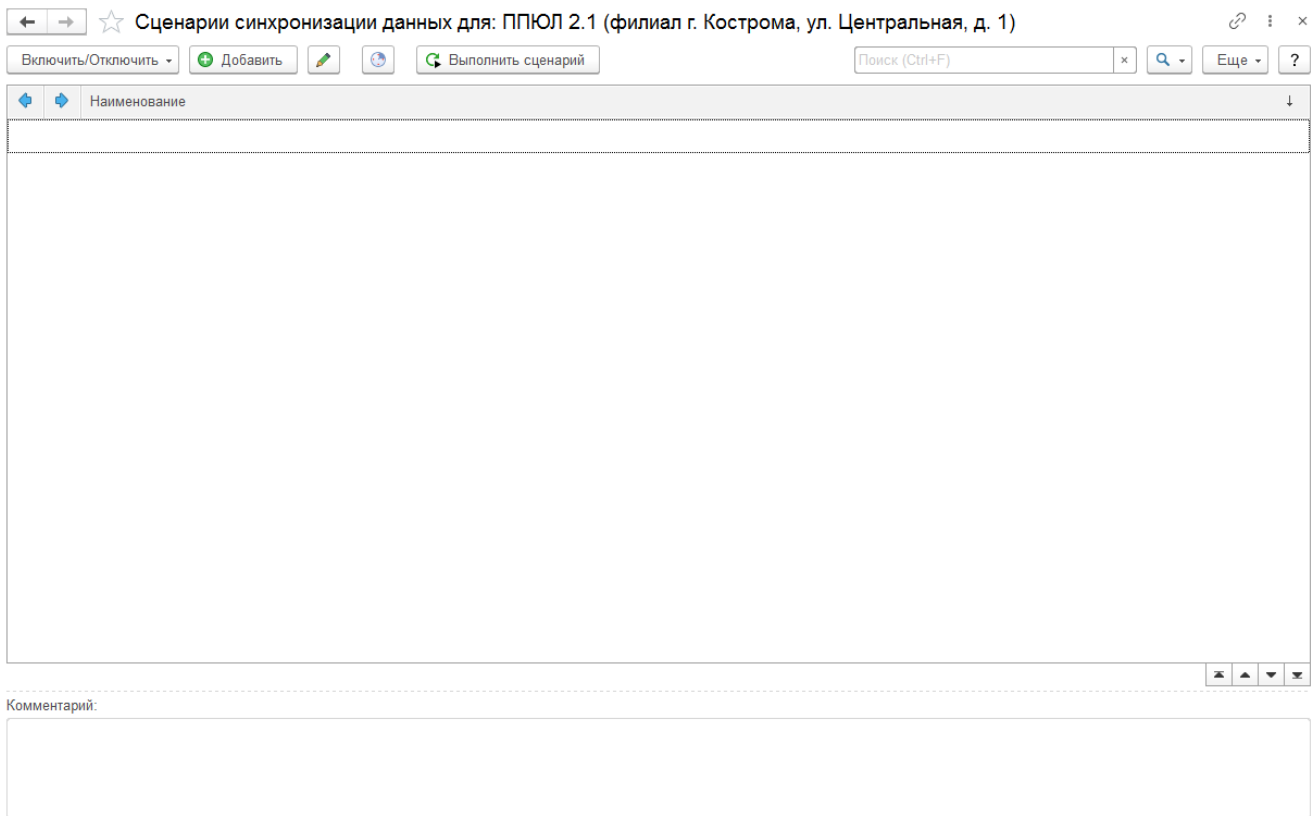 Сценарии синхронизации данных для: ППЮЛ 2.1 (филиал г. Кострома, ул. Центральная, д. 1)
Включить/Отключить Добавить Выполнить сценарий Поиск (Ctrl+F) × Еще ?
Наименование ↓
Комментарий: